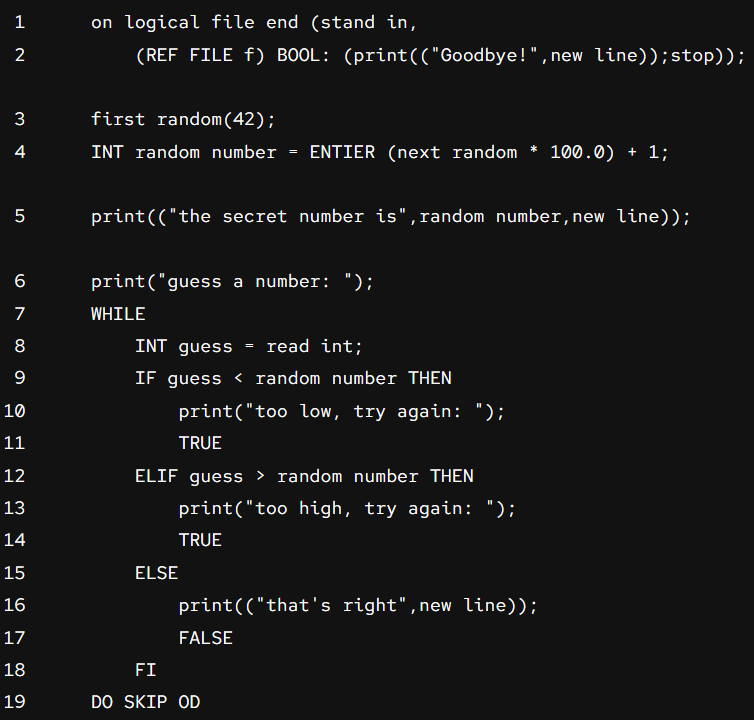 1 on logical file end (stand in,
2 (REF FILE f) BOOL: (print(("Goodbye!",new line));stop));
3 first random(42);
4 INT random number = ENTIER (next random * 100.0) + 1;
5 print(("the secret number is",random number,new line));
6 print("guess a number: ");
7 WHILE
8 INT guess = read int;
9 IF guess < random number THEN
10 print("too low, try again: ");
11 TRUE
12 ELIF guess > random number THEN
13 print("too high, try again: ");
14 TRUE
15 ELSE
16 print(("that's right",new line));
17 FALSE
18 FI
19 DO SKIP OD